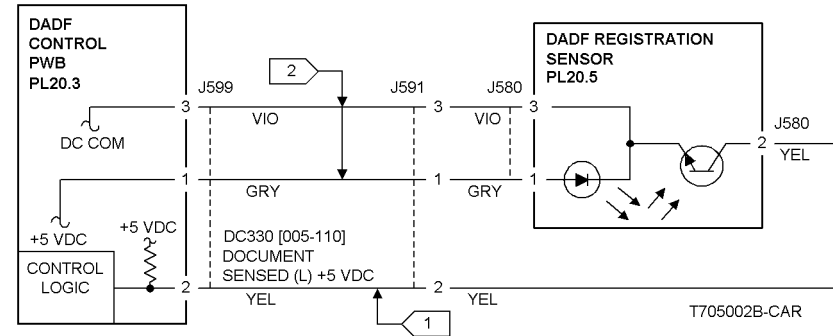 DADF
CONTROL
PWB
PL20.3
J599
2
J591
J580
DADF REGISTRATION
SENSOR
PL20.5
3
3
3
VIO
VIO
DC COM
J580
2
YEL
1
1
1
GRY
GRY
+5 VDC
+5 VDC
DC330 [005-110]
DOCUMENT
SENSED (L) +5 VDC
CONTROL
LOGIC
2
2
YEL
YEL
1
T705002B-CAR